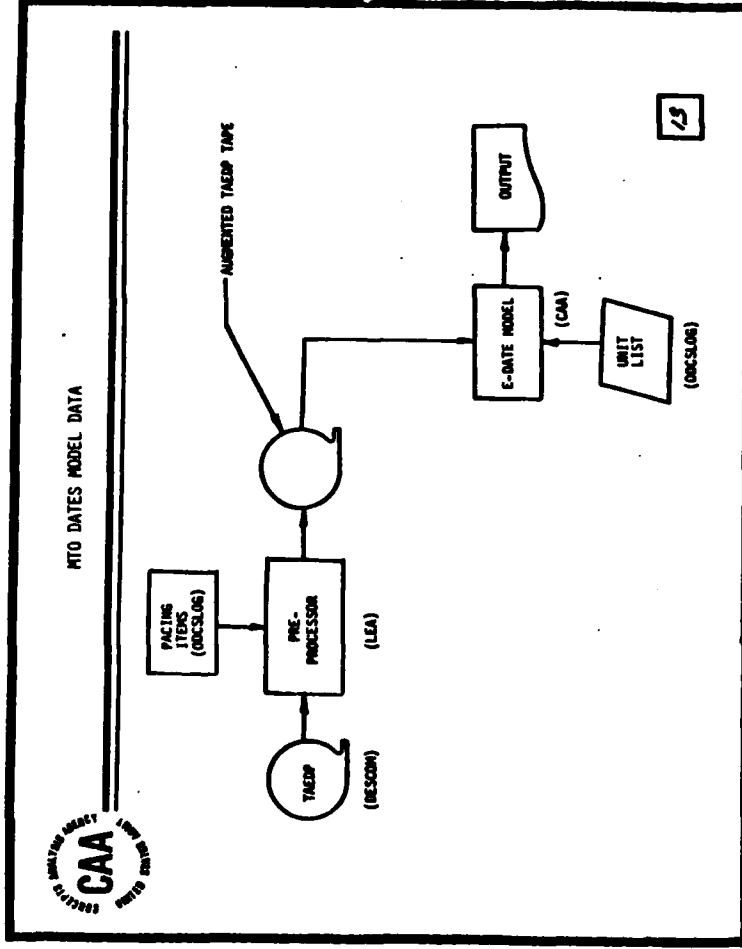 CONCEPTS ANALYSIS AGENCY
CAA
UNITED STATES ARMY
MTO DATES MODEL DATA
PACING
ITEMS
(ODCSLOG)
AUGMENTED TAEDP TAPE
TAEDP
(DESCOM)
PRE-
PROCESSOR
(LEA)
E-DATE MODEL
(CAA)
OUTPUT
UNIT
LIST
(ODCSLOG)
13